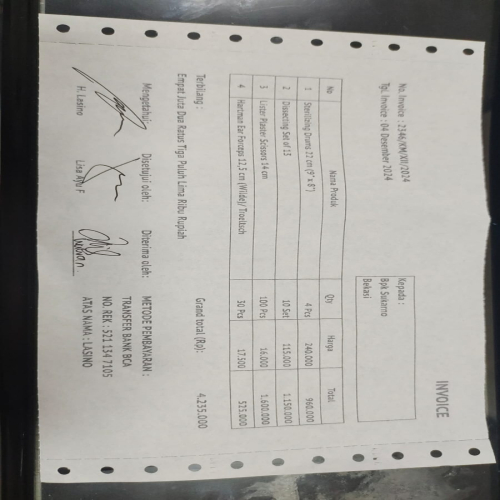 INVOICE
No. Invoice : 2346/KM/XII/2024
Tgl. Invoice : 04 Desember 2024
Kepada :
Bpk Sukarno
Bekasi
No Nama Produk Qty Harga Total
1 Sterilizing Drums 22 cm (9" x 8") 4 Pcs 240.000 960.000
2 Dissecting Set of 13 10 Set 115.000 1.150.000
3 Lister Plaster Scissors 14 cm 100 Pcs 16.000 1.600.000
4 Hartman Ear Forceps 12,5 cm (Wilde)/ Troeltsch 30 Pcs 17.500 525.000
Grand total (Rp): 4.235.000
Terbilang :
Empat Juta Dua Ratus Tiga Puluh Lima Ribu Rupiah
Mengetahui: Disetujui oleh: Diterima oleh:
H. Lasino Lisa Ayu F
METODE PEMBAYARAN :
TRANSFER BANK BCA
NO. REK : 521 134 7105
ATAS NAMA : LASINO